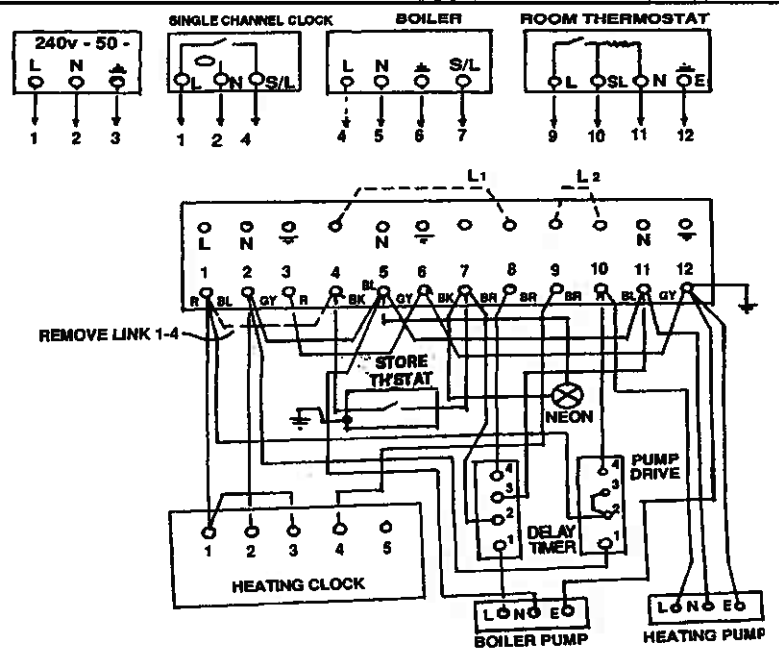 SINGLE CHANNEL CLOCK BOILER ROOM THERMOSTAT
240v - 50 -
L N
L N S/L
L N S/L
L SL N E
1 2 3
1 2 4
4 5 6 7
9 10 11 12
L1 L2
L N N N
1 2 3 4 5 6 7 8 9 10 11 12
R BL GY R BK BL GY BK BR BR BR R BL GY
REMOVE LINK 1-4
STORE
TH'STAT
NEON
PUMP
DRIVE
4 3 2 1
4 3 2 1
DELAY
TIMER
1 2 3 4 5
HEATING CLOCK
L N E
BOILER PUMP
L N E
HEATING PUMP